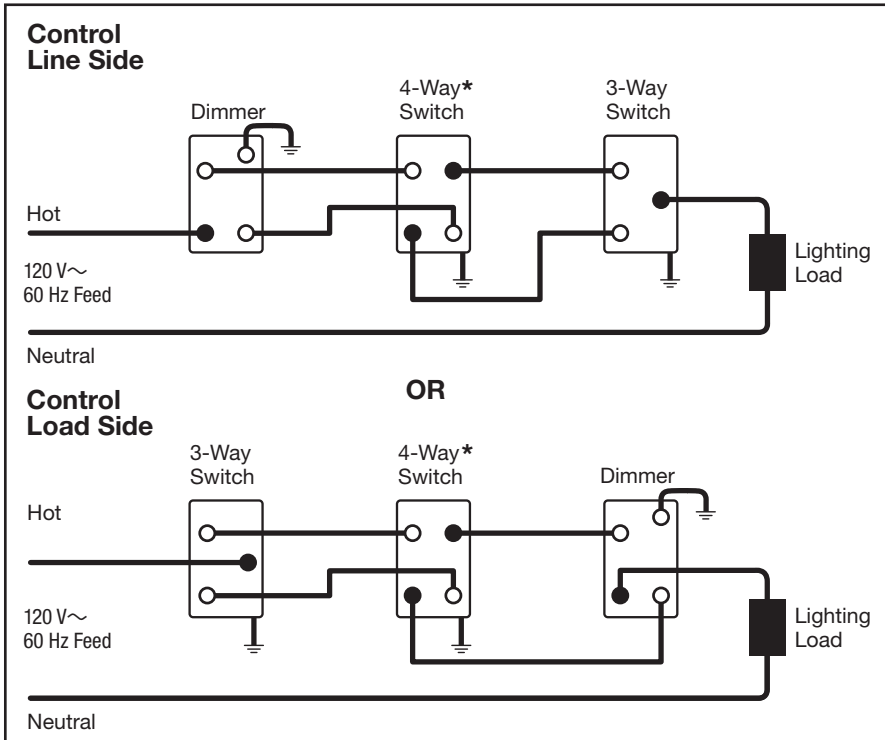 Control
Line Side
Dimmer
4-Way*
Switch
3-Way
Switch
Hot
120 V~
60 Hz Feed
Lighting
Load
Neutral
OR
Control
Load Side
3-Way
Switch
4-Way*
Switch
Dimmer
Hot
120 V~
60 Hz Feed
Lighting
Load
Neutral